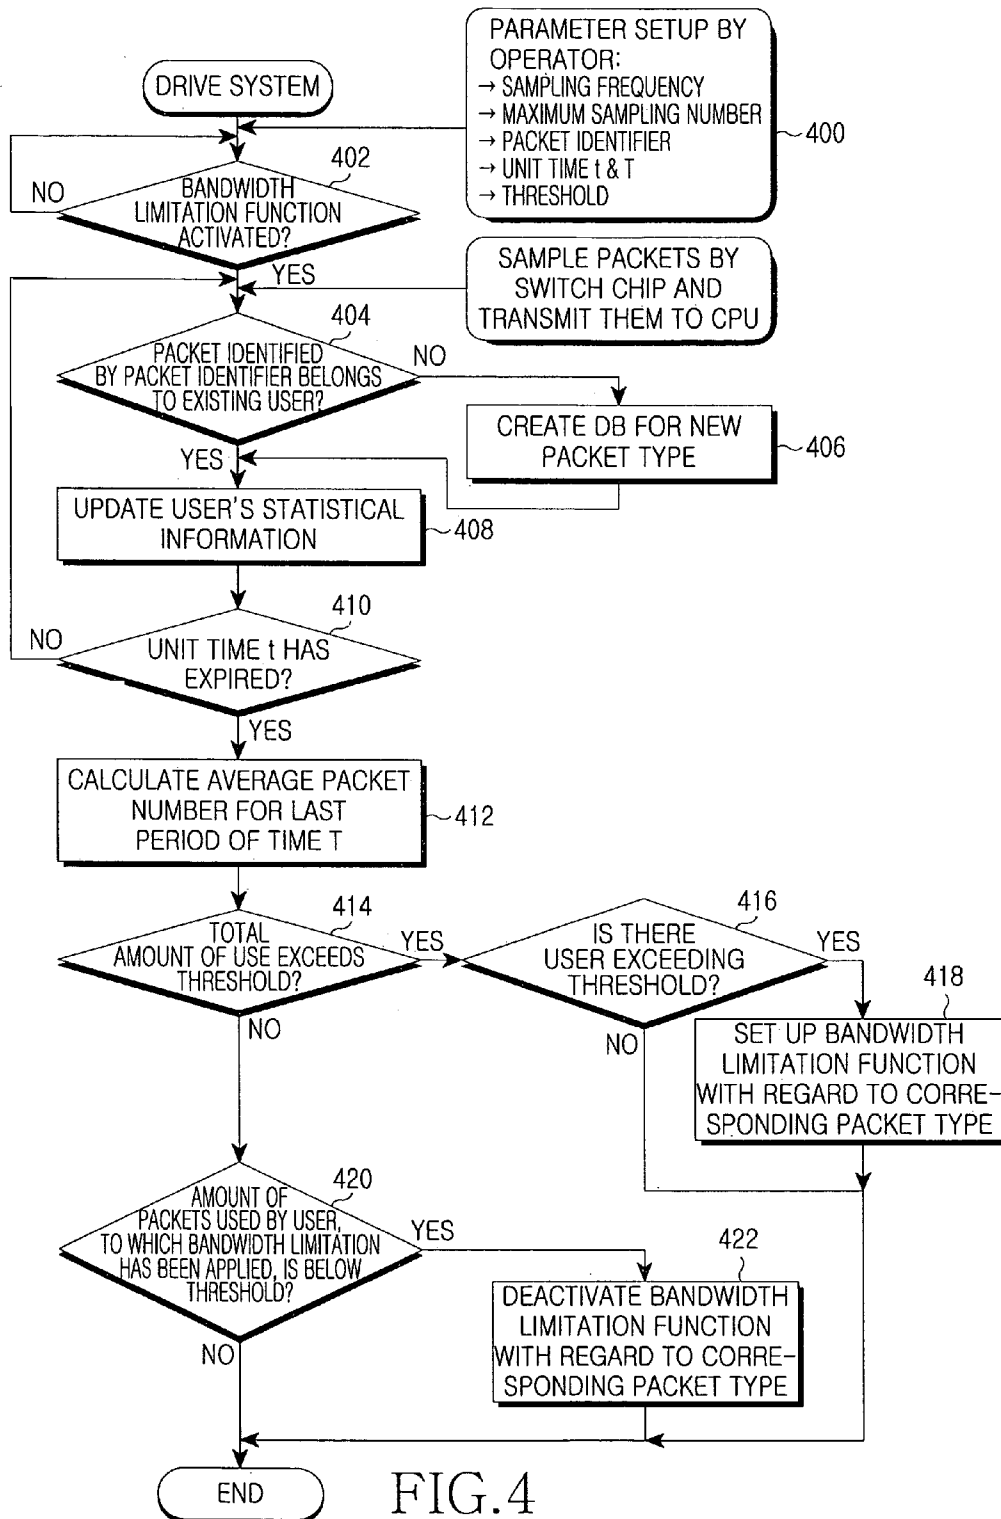 PARAMETER SETUP BY
OPERATOR:
→ SAMPLING FREQUENCY
→ MAXIMUM SAMPLING NUMBER
→ PACKET IDENTIFIER
→ UNIT TIME t & T
→ THRESHOLD
400
DRIVE SYSTEM
402
NO
BANDWIDTH
LIMITATION FUNCTION
ACTIVATED?
YES
SAMPLE PACKETS BY
SWITCH CHIP AND
TRANSMIT THEM TO CPU
404
PACKET IDENTIFIED
BY PACKET IDENTIFIER BELONGS
TO EXISTING USER?
NO
CREATE DB FOR NEW
PACKET TYPE
406
YES
UPDATE USER'S STATISTICAL
INFORMATION
408
410
NO
UNIT TIME t HAS
EXPIRED?
YES
CALCULATE AVERAGE PACKET
NUMBER FOR LAST
PERIOD OF TIME T
412
414
TOTAL
AMOUNT OF USE EXCEEDS
THRESHOLD?
YES
416
IS THERE
USER EXCEEDING
THRESHOLD?
YES
418
NO
NO
SET UP BANDWIDTH
LIMITATION FUNCTION
WITH REGARD TO CORRE-
SPONDING PACKET TYPE
420
AMOUNT OF
PACKETS USED BY USER,
TO WHICH BANDWIDTH LIMITATION
HAS BEEN APPLIED, IS BELOW
THRESHOLD?
YES
422
DEACTIVATE BANDWIDTH
LIMITATION FUNCTION
WITH REGARD TO CORRE-
SPONDING PACKET TYPE
NO
END
FIG.4